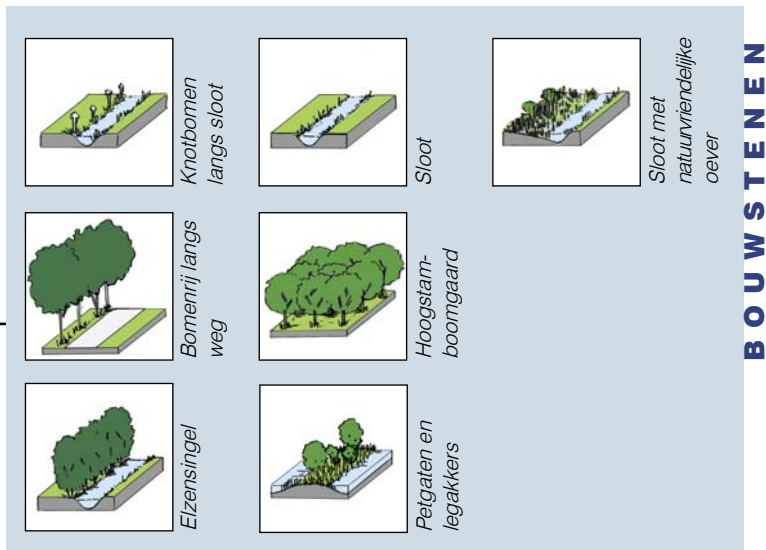 BOUWSTENEN
Elzensingel
Bomenrij langs
weg
Knotbomen
langs sloot
Petgaten en
legakkers
Hoogstam-
boomgaard
Sloot
Sloot met
natuurvriendelijke
oever